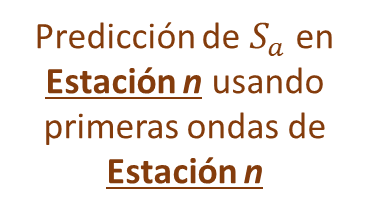 Predicción de Sₐ en
Estación n usando
primeras ondas de
Estación n